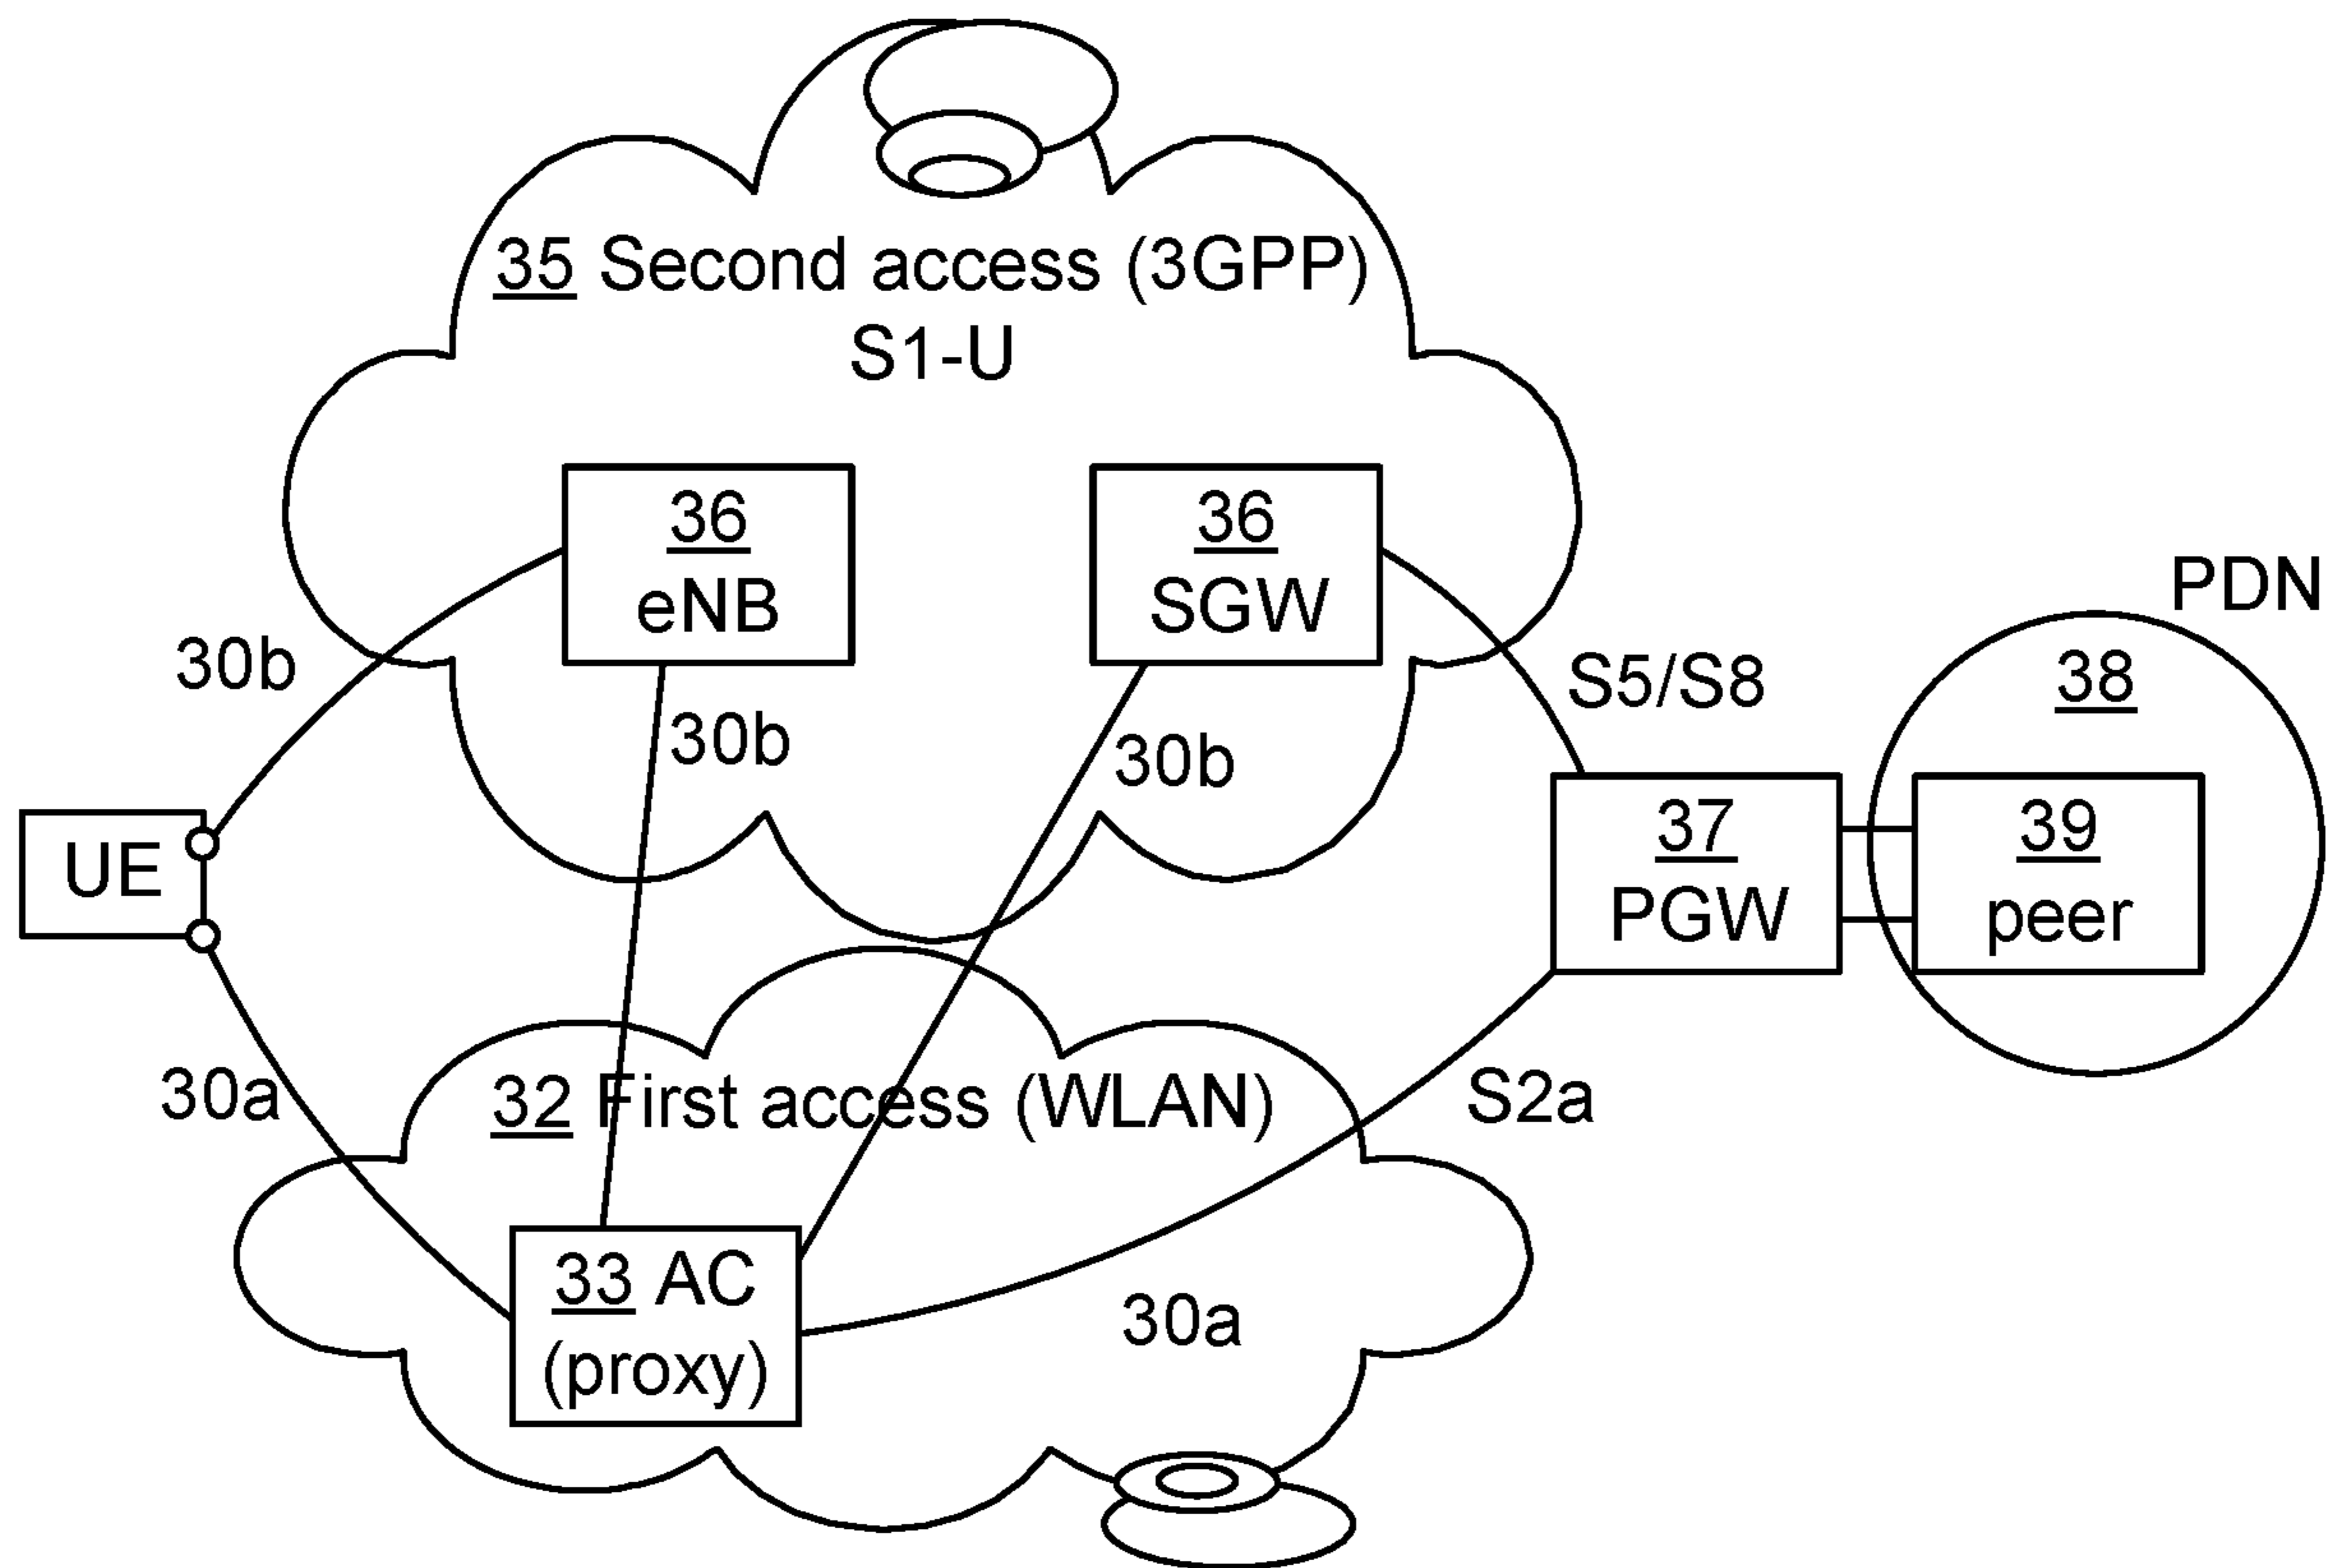 35 Second access (3GPP)
S1-U
36
eNB
36
SGW
PDN
30b
S5/S8
38
30b
30b
UE
37
PGW
39
peer
30a
32 First access (WLAN)
S2a
33 AC
(proxy)
30a